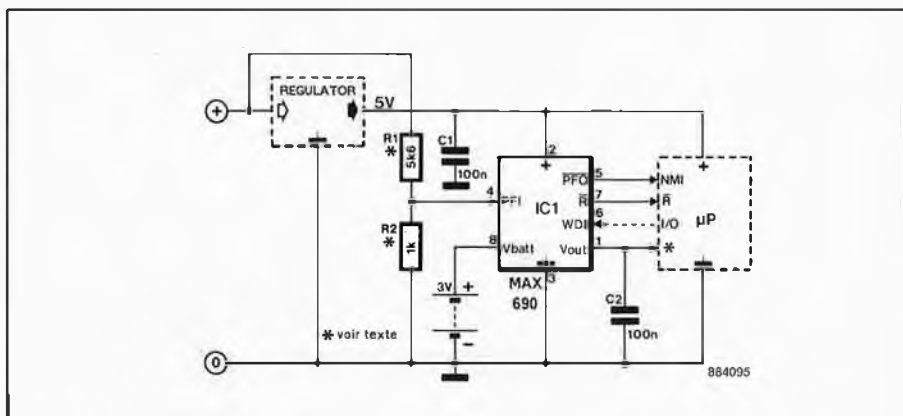 REGULATOR
5V
+
R1
*
5k6
C1
100n
2
+
4
PFI
PFO
5
NMI
IC1
R
7
R
WDI
6
I/O
µP
R2
*
1k
8
Vbatt
Vout
1
*
3
MAX
690
3V
+
-
C2
100n
* voir texte
0
884095